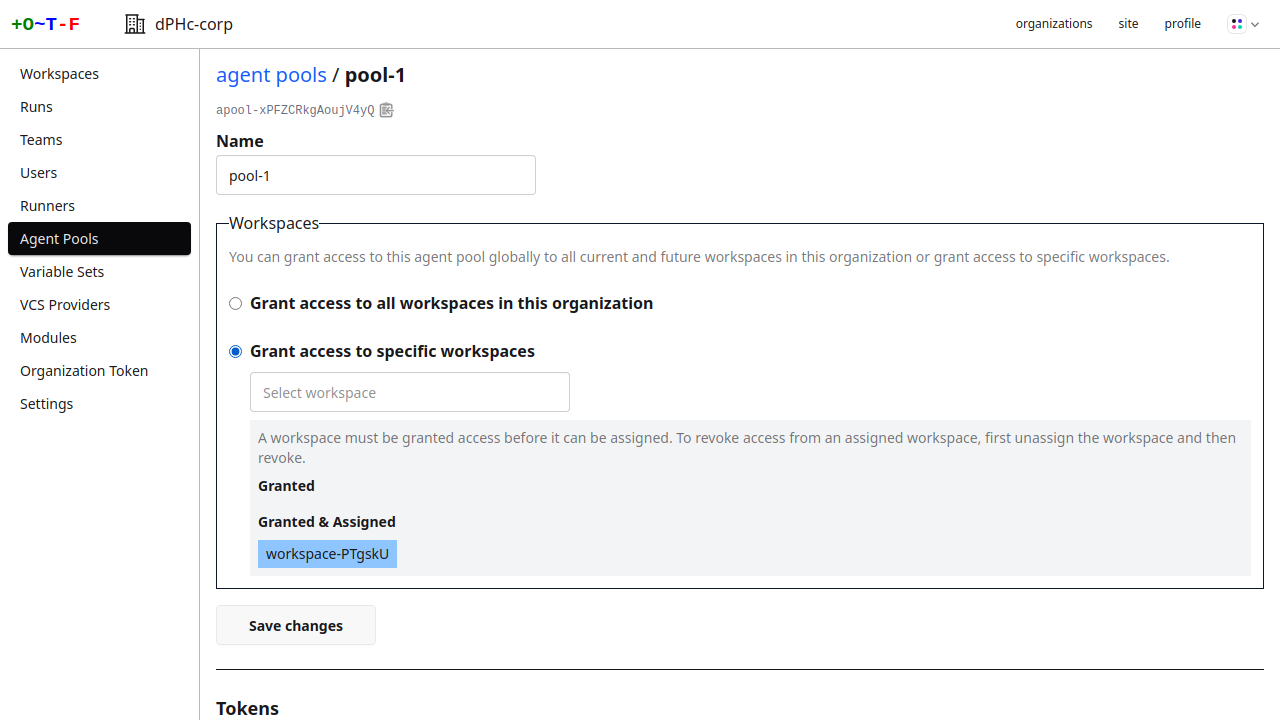 +O~T-F
dPHc-corp
organizations
site
profile
Workspaces
Runs
Teams
Users
Runners
Agent Pools
Variable Sets
VCS Providers
Modules
Organization Token
Settings
agent pools / pool-1
apool-xPFZCRkgAoujV4yQ
Name
pool-1
Workspaces
You can grant access to this agent pool globally to all current and future workspaces in this organization or grant access to specific workspaces.
Grant access to all workspaces in this organization
Grant access to specific workspaces
Select workspace
A workspace must be granted access before it can be assigned. To revoke access from an assigned workspace, first unassign the workspace and then
revoke.
Granted
Granted & Assigned
workspace-PTgskU
Save changes
Tokens